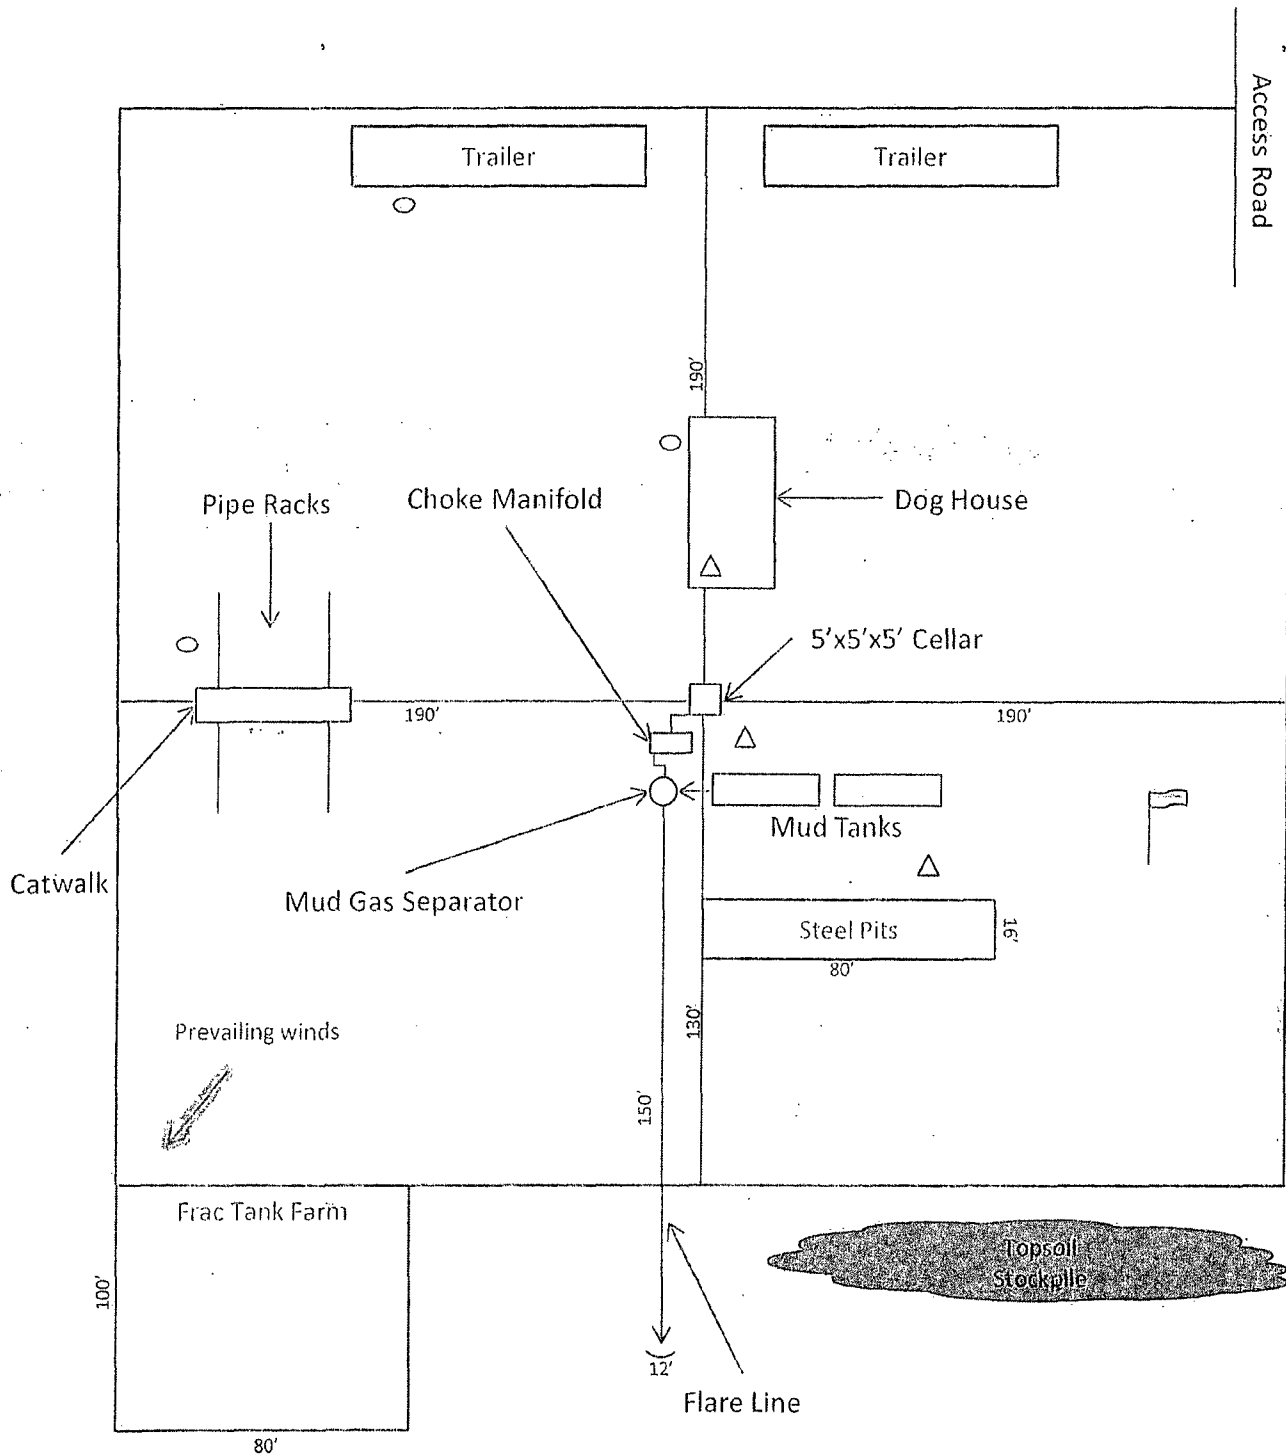 Access Road
Trailer
Trailer
190'
Pipe Racks
Choke Manifold
Dog House
5'x5'x5' Cellar
190'
190'
Mud Tanks
Catwalk
Mud Gas Separator
Steel Pits
16'
80'
130'
Prevailing winds
150'
Frac Tank Farm
Topsoil
Stockpile
100'
12'
Flare Line
80'